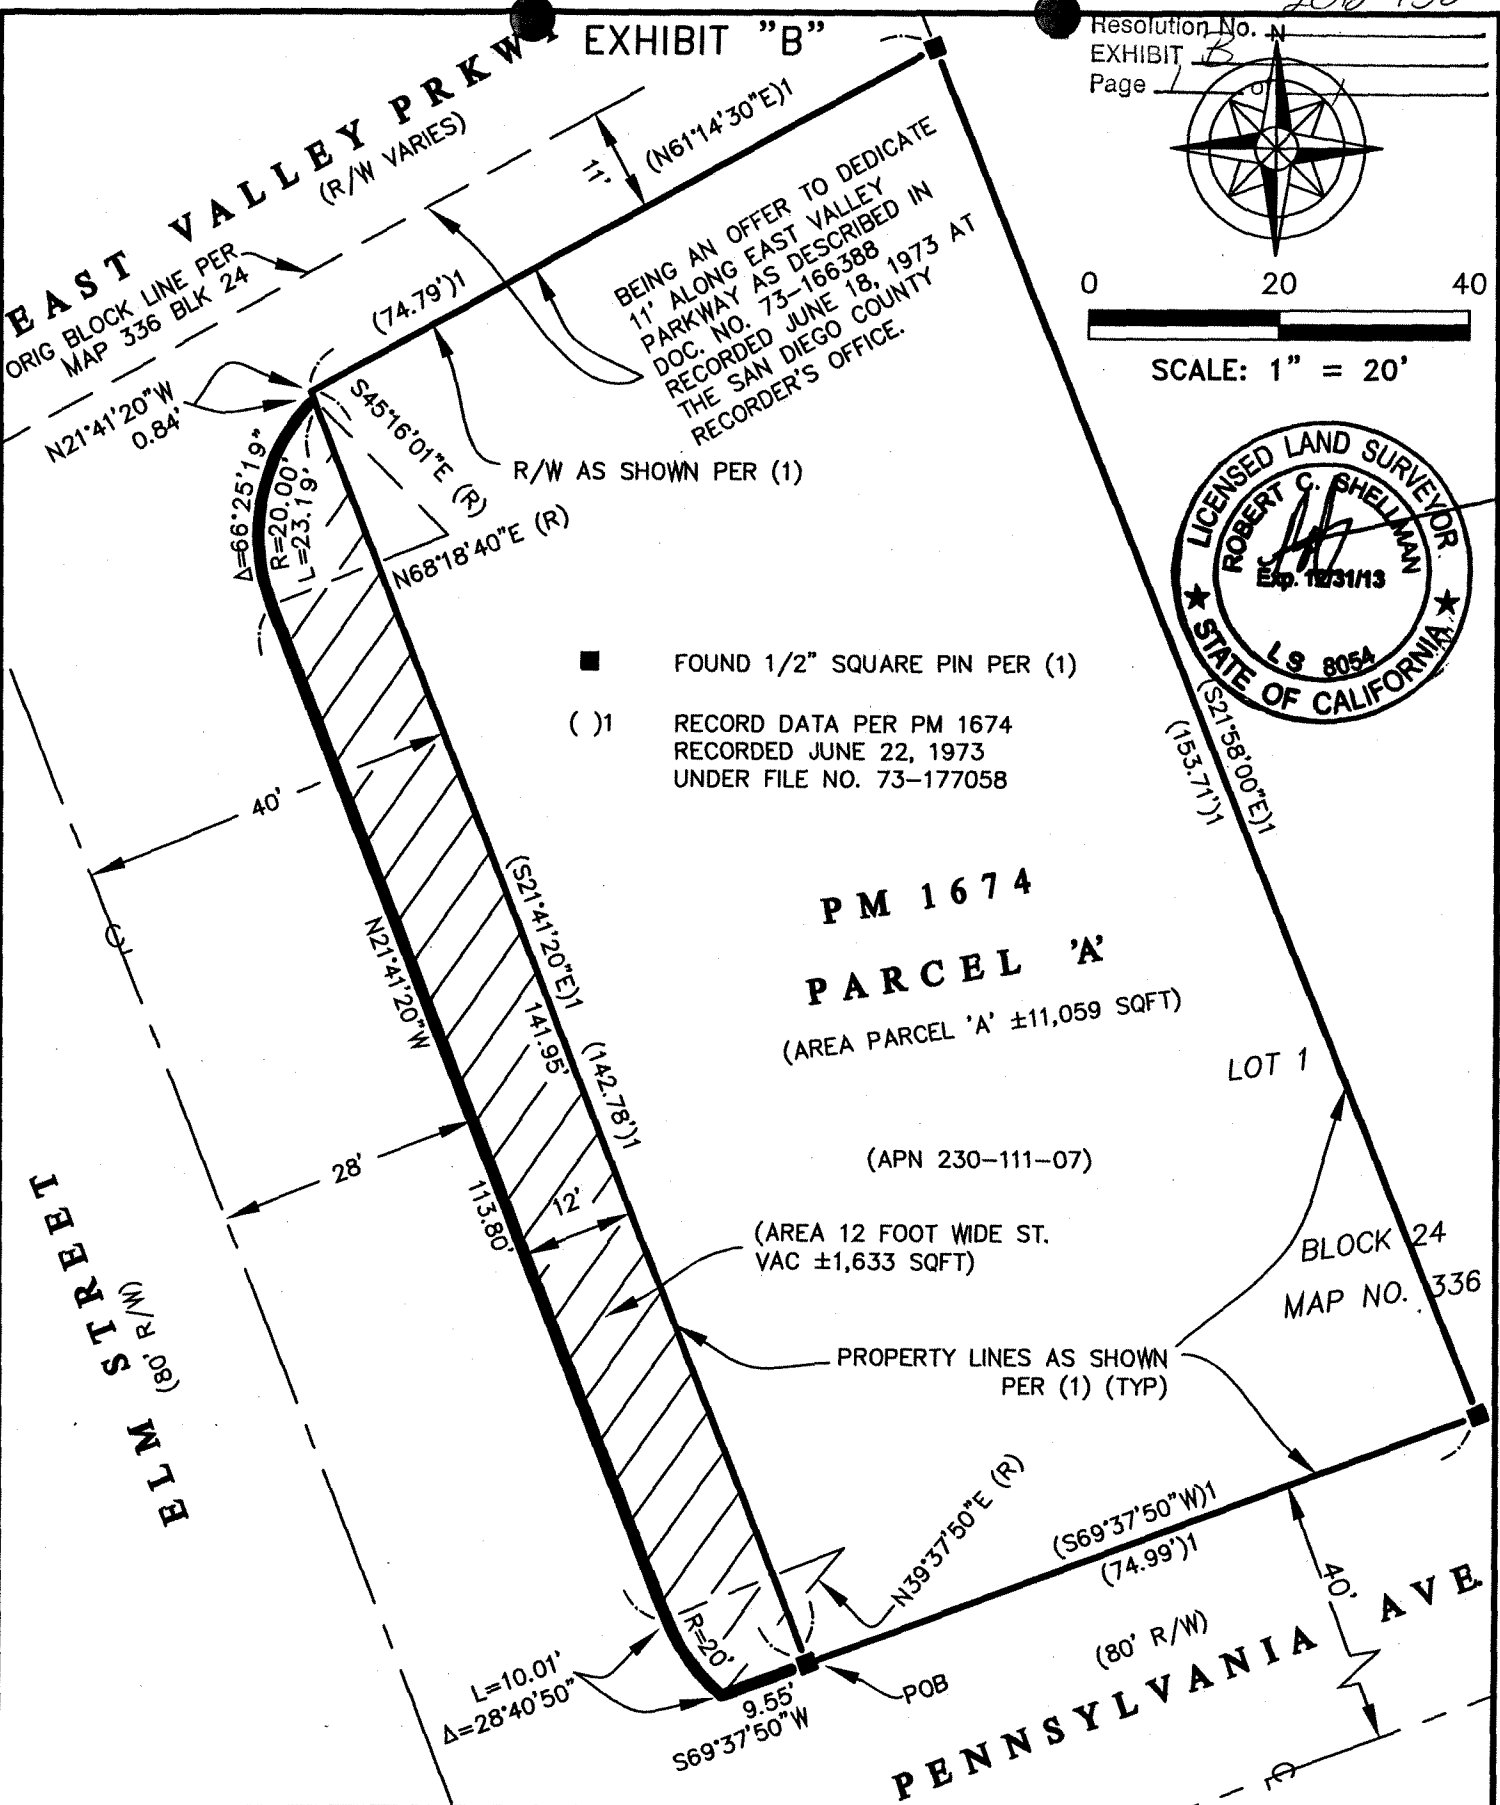 EXHIBIT "B"
Resolution No.
EXHIBIT B
Page 1 of 1
N
EAST VALLEY PRKWY
(R/W VARIES)
ORIG BLOCK LINE PER
MAP 336 BLK 24
11'
(N61°14'30"E)1
(74.79')1
BEING AN OFFER TO DEDICATE
11' ALONG EAST VALLEY
PARKWAY AS DESCRIBED IN
DOC. NO. 73-166388
RECORDED JUNE 18, 1973 AT
THE SAN DIEGO COUNTY
RECORDER'S OFFICE.
0 20 40
SCALE: 1" = 20'
N21°41'20"W
0.84'
S45°16'01"E (R)
R/W AS SHOWN PER (1)
Δ=66°25'19"
R=20.00'
L=23.19'
N68°18'40"E (R)
LICENSED LAND SURVEYOR
ROBERT C. SHELLMAN
Exp. 12/31/13
LS 8054
STATE OF CALIFORNIA
■ FOUND 1/2" SQUARE PIN PER (1)
( )1 RECORD DATA PER PM 1674
RECORDED JUNE 22, 1973
UNDER FILE NO. 73-177058
(S21°58'00"E)1
(153.71')1
40'
(S21°41'20"E)1
141.95'
(142.78')1
N21°41'20"W
113.80'
PM 1674
PARCEL 'A'
(AREA PARCEL 'A' ±11,059 SQFT)
LOT 1
28'
12'
(APN 230-111-07)
(AREA 12 FOOT WIDE ST.
VAC ±1,633 SQFT)
BLOCK 24
MAP NO. 336
ELM STREET
(80' R/W)
PROPERTY LINES AS SHOWN
PER (1) (TYP)
N39°37'50"E (R)
(S69°37'50"W)1
(74.99')1
40'
R=20'
L=10.01'
Δ=28°40'50"
9.55'
S69°37'50"W
POB
(80' R/W)
PENNSYLVANIA AVE.